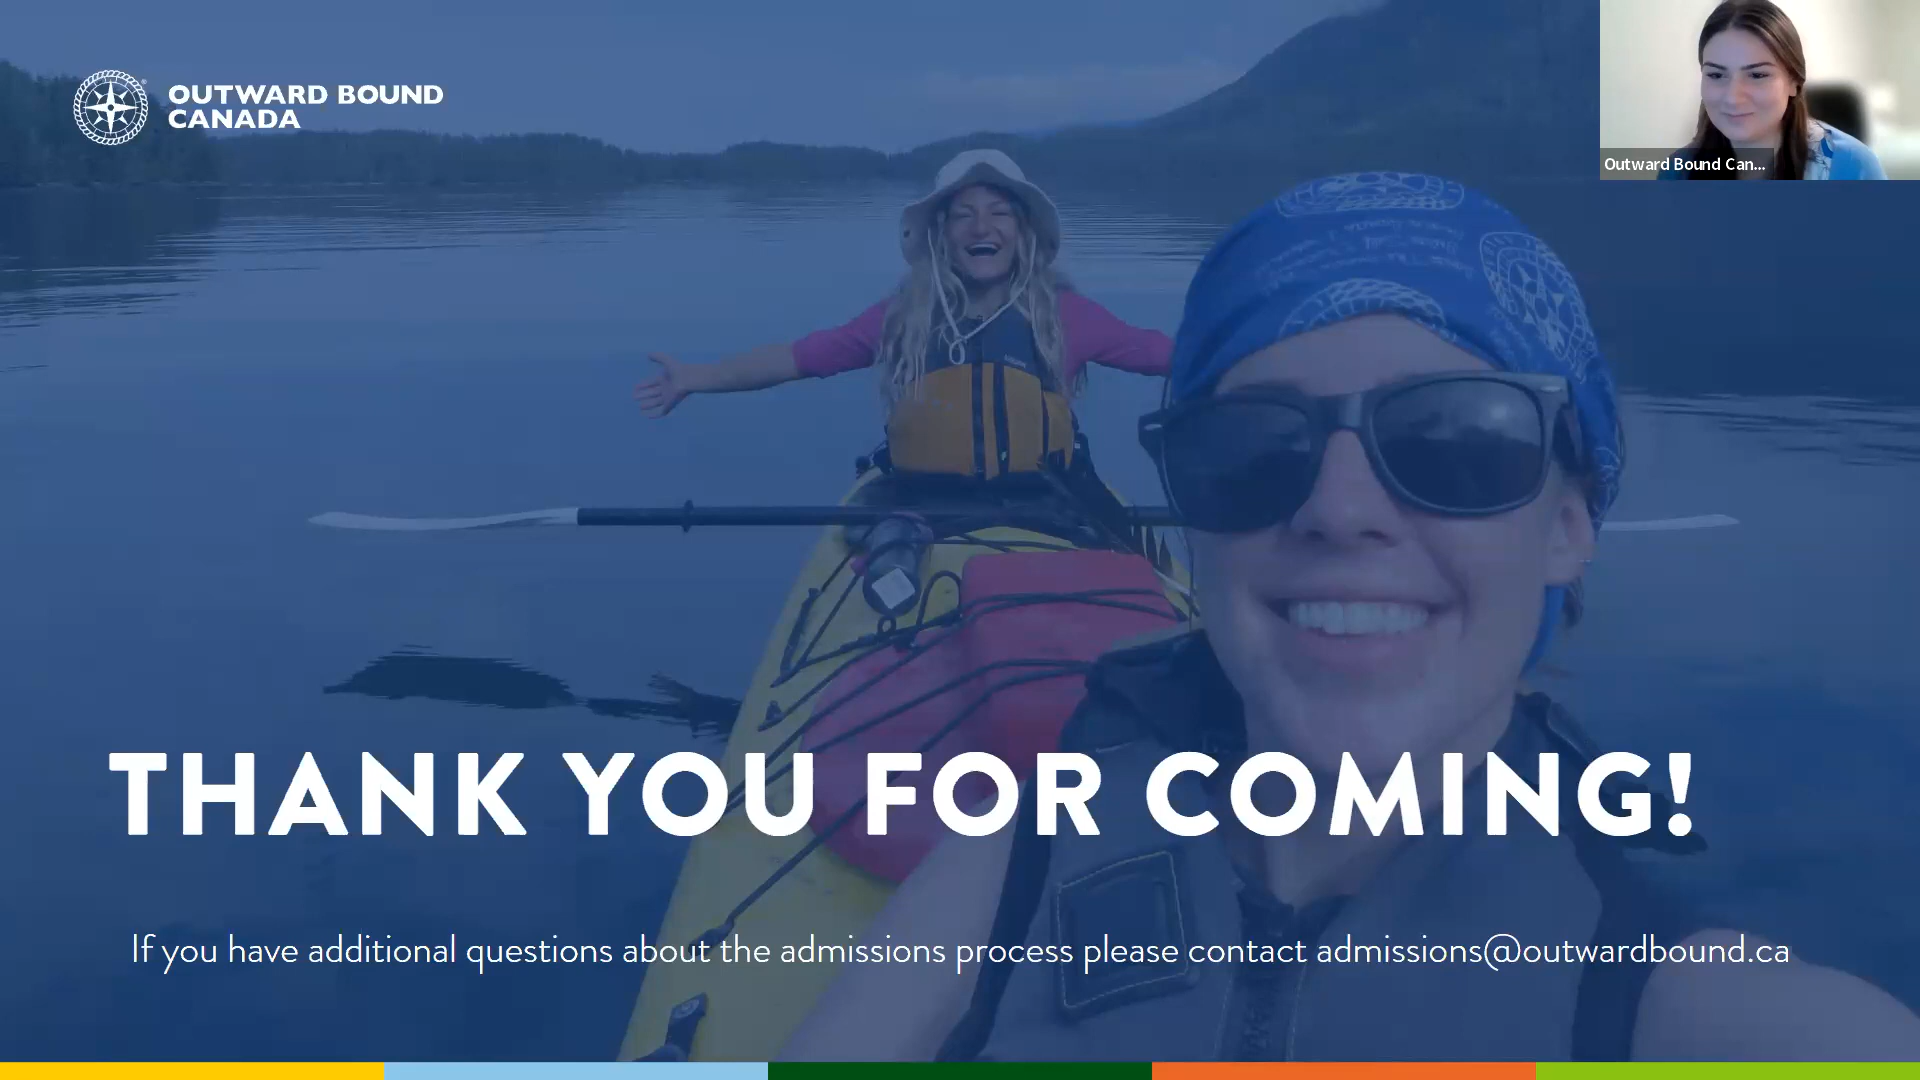 OUTWARD BOUND
CANADA
Outward Bound Can...
THANK YOU FOR COMING!
If you have additional questions about the admissions process please contact admissions@outwardbound.ca